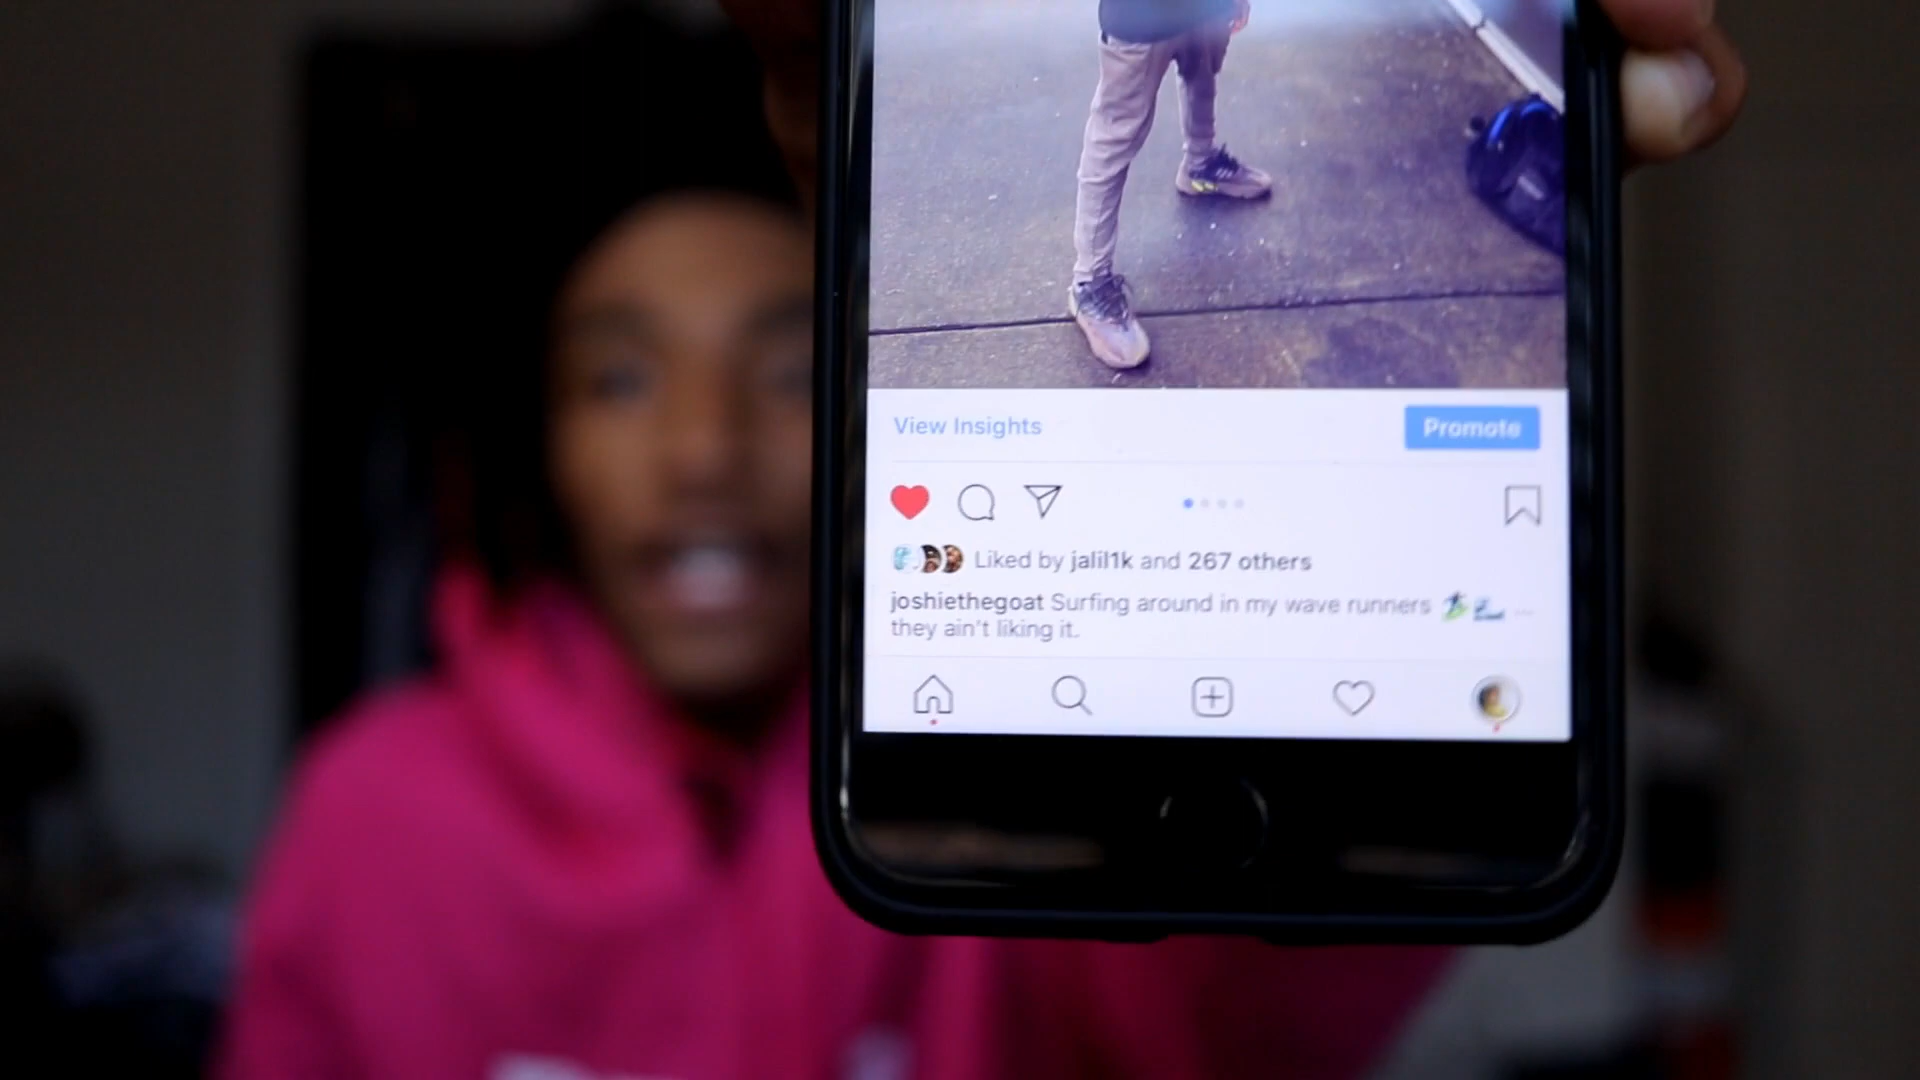 View Insights
Promote
Liked by jalil1k and 267 others
joshiethegoat Surfing around in my wave runners 🏄🌊 ...
they ain't liking it.